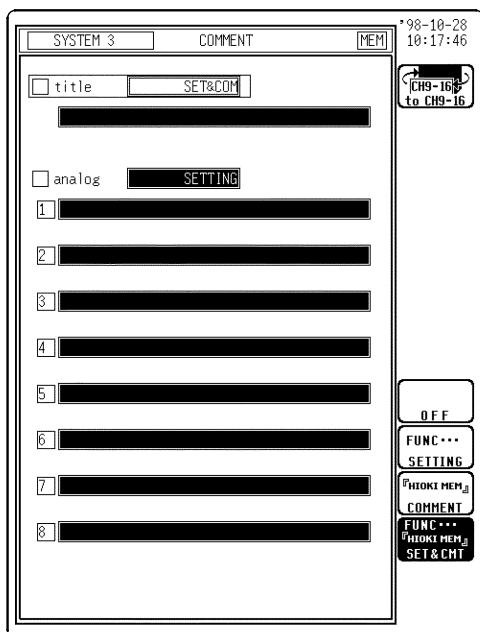 '98-10-28
10:17:46
SYSTEM 3 COMMENT MEM
CH9-16
to CH9-16
title SET&COM
analog SETTING
1
2
3
4
5
6
7
8
OFF
FUNC···
SETTING
『HIOKI MEM』
COMMENT
FUNC···
『HIOKI MEM』
SET&CMT